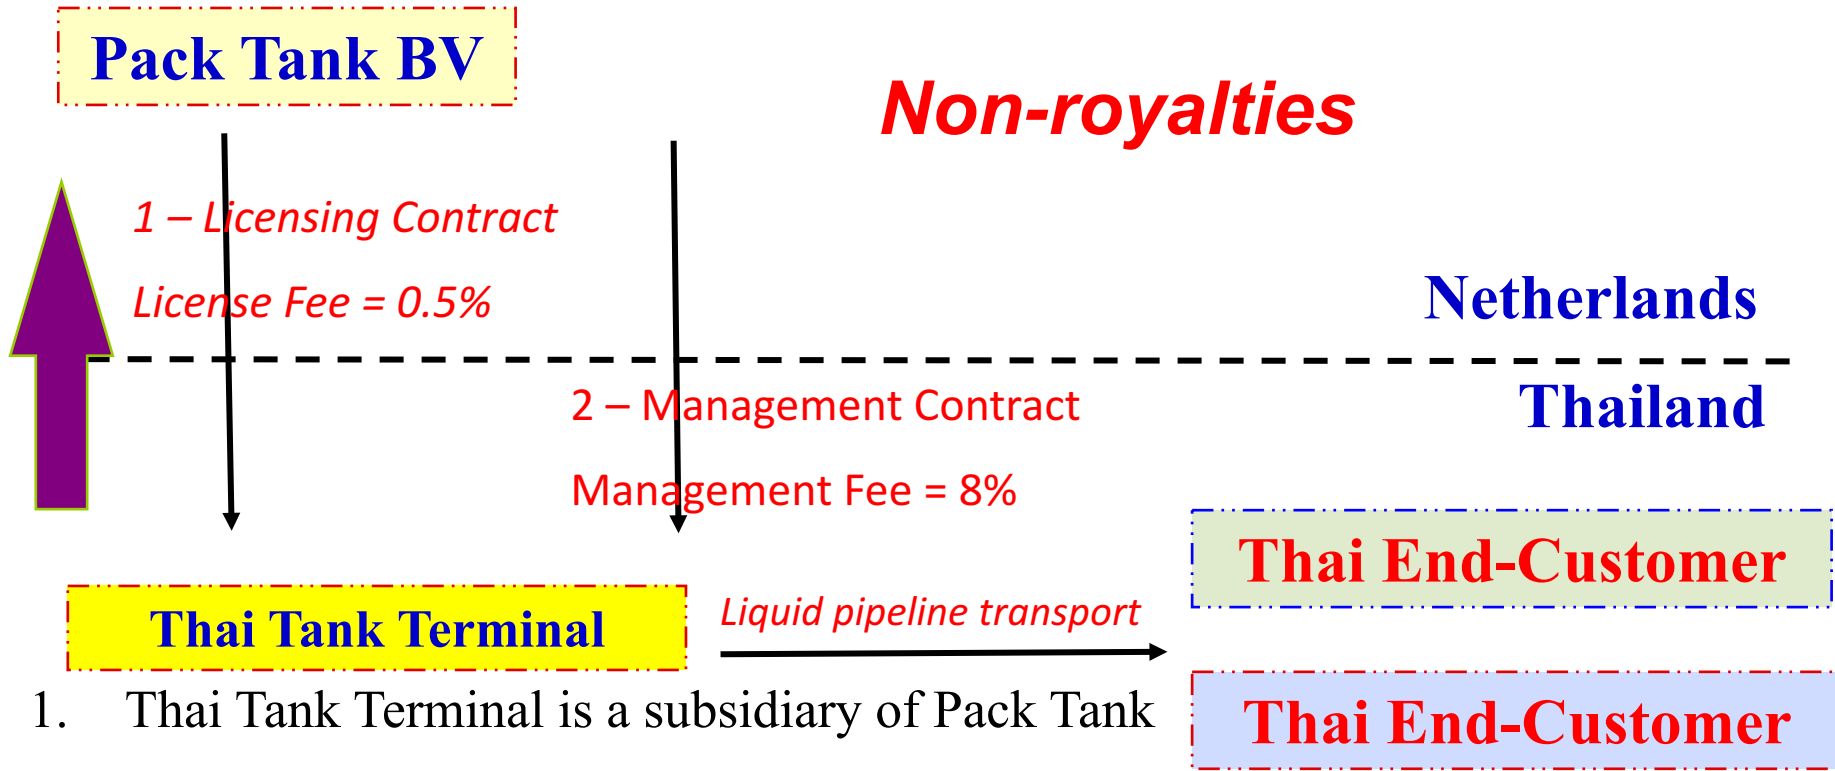 Pack Tank BV
Non-royalties
1 – Licensing Contract
License Fee = 0.5%
Netherlands
Thailand
2 – Management Contract
Management Fee = 8%
Thai End-Customer
Thai Tank Terminal
Liquid pipeline transport
1. Thai Tank Terminal is a subsidiary of Pack Tank
Thai End-Customer